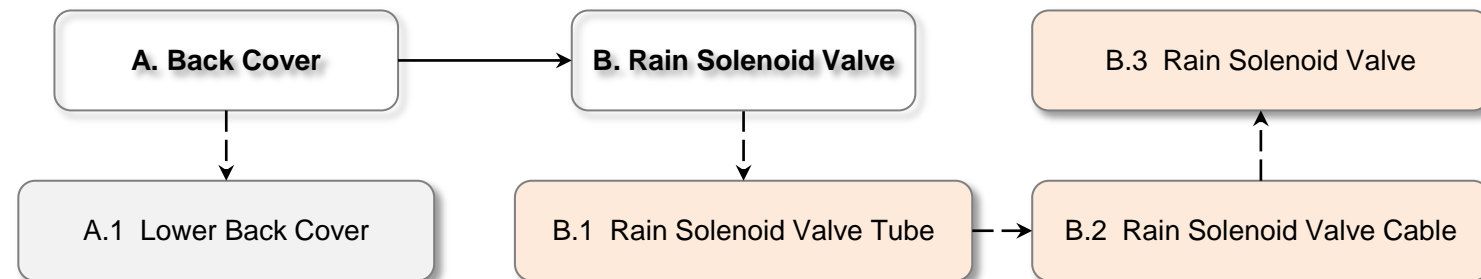 A. Back Cover
B. Rain Solenoid Valve
B.3 Rain Solenoid Valve
A.1 Lower Back Cover
B.1 Rain Solenoid Valve Tube
B.2 Rain Solenoid Valve Cable